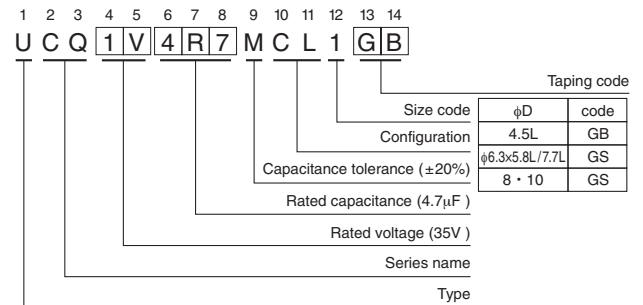 1 2 3 4 5 6 7 8 9 10 11 12 13 14
U C Q 1 V 4 R 7 M C L 1 G B
Taping code
Size code
φD code
Configuration
4.5L GB
Capacitance tolerance (±20%)
φ6.3×5.8L/7.7L GS
8・10 GS
Rated capacitance (4.7µF )
Rated voltage (35V )
Series name
Type